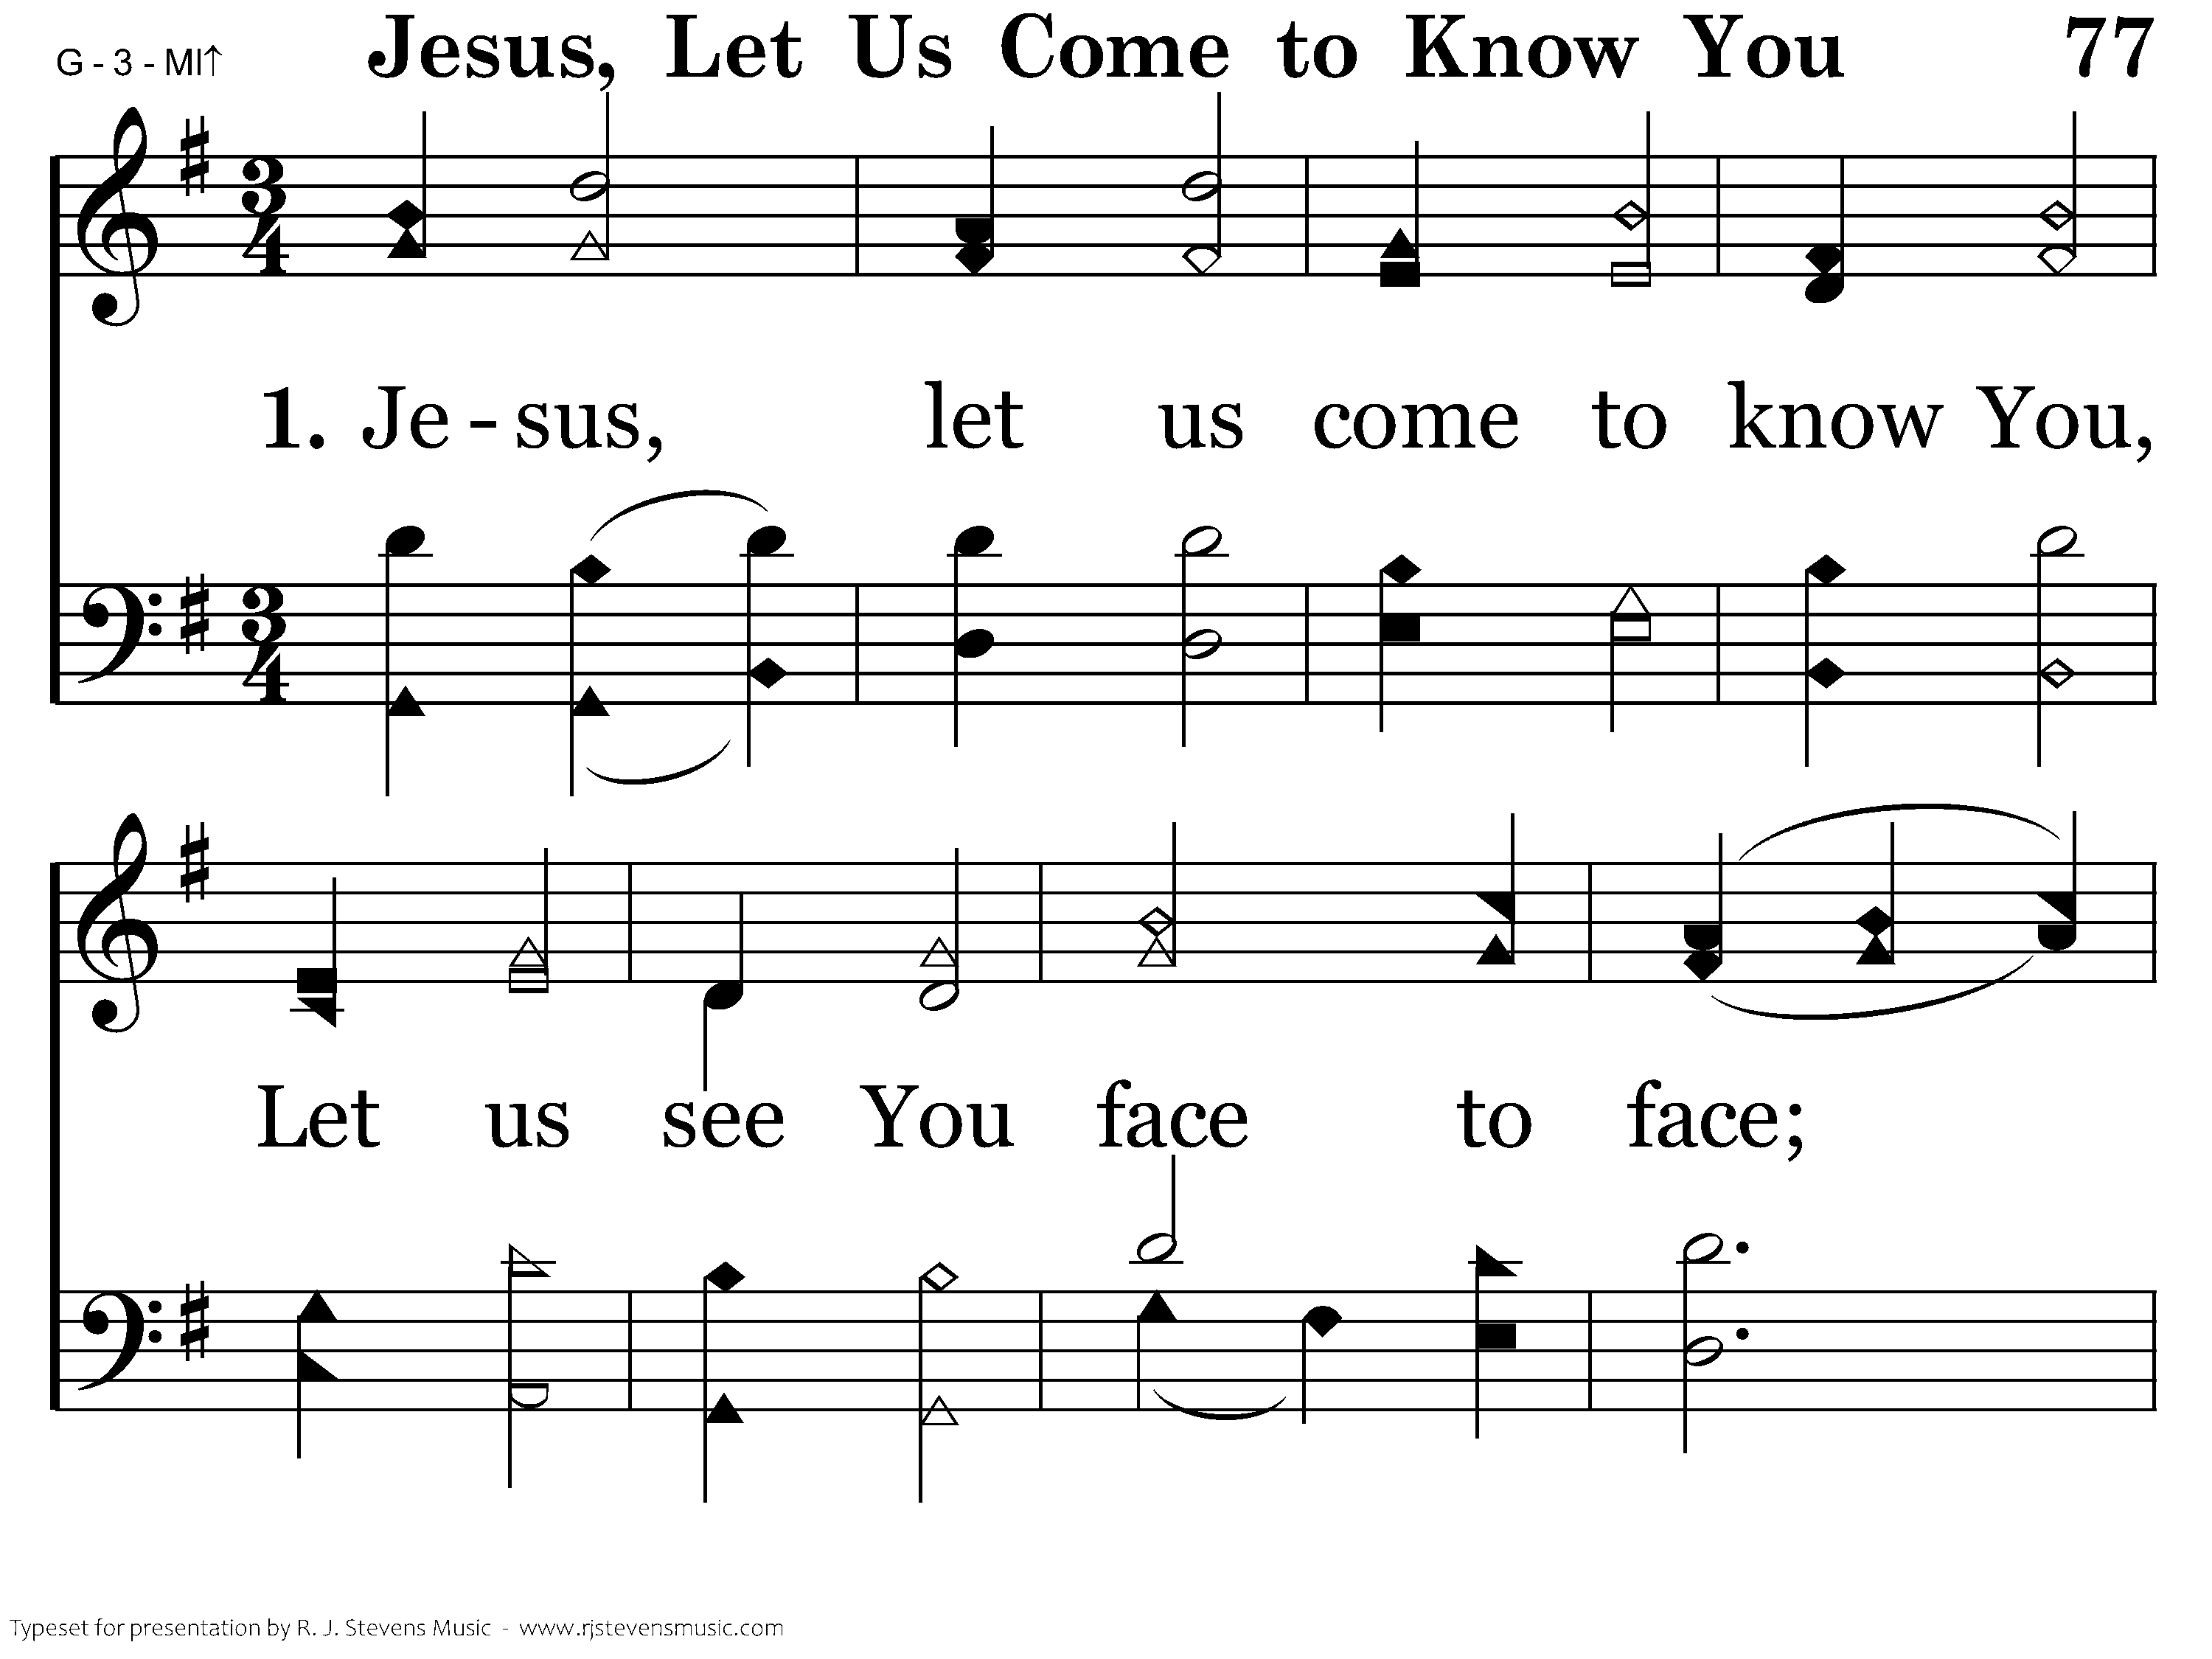 G - 3 - MI↑ Jesus, Let Us Come to Know You 77
1. Je - sus, let us come to know You,
Let us see You face to face;
Typeset for presentation by R. J. Stevens Music - www.rjstevensmusic.com